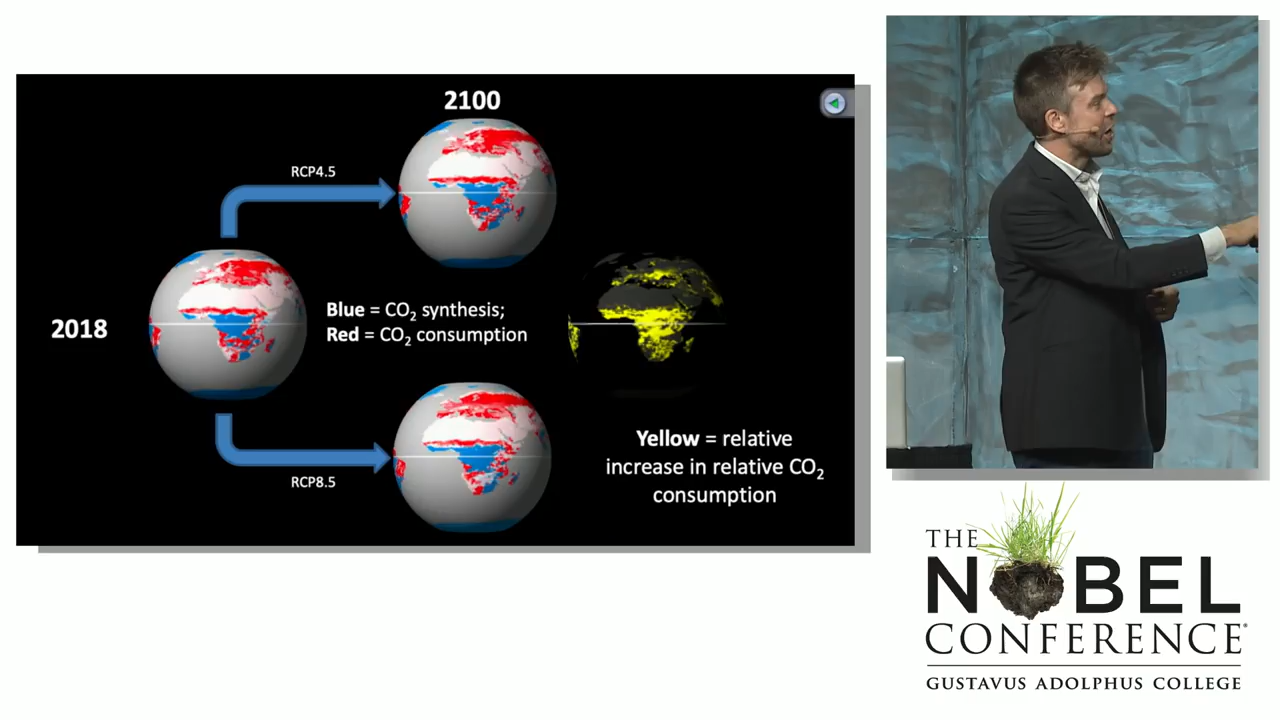 2100
RCP4.5
2018
Blue = CO₂ synthesis;
Red = CO₂ consumption
RCP8.5
Yellow = relative
increase in relative CO₂
consumption
THE
NOBEL
CONFERENCE®
GUSTAVUS ADOLPHUS COLLEGE